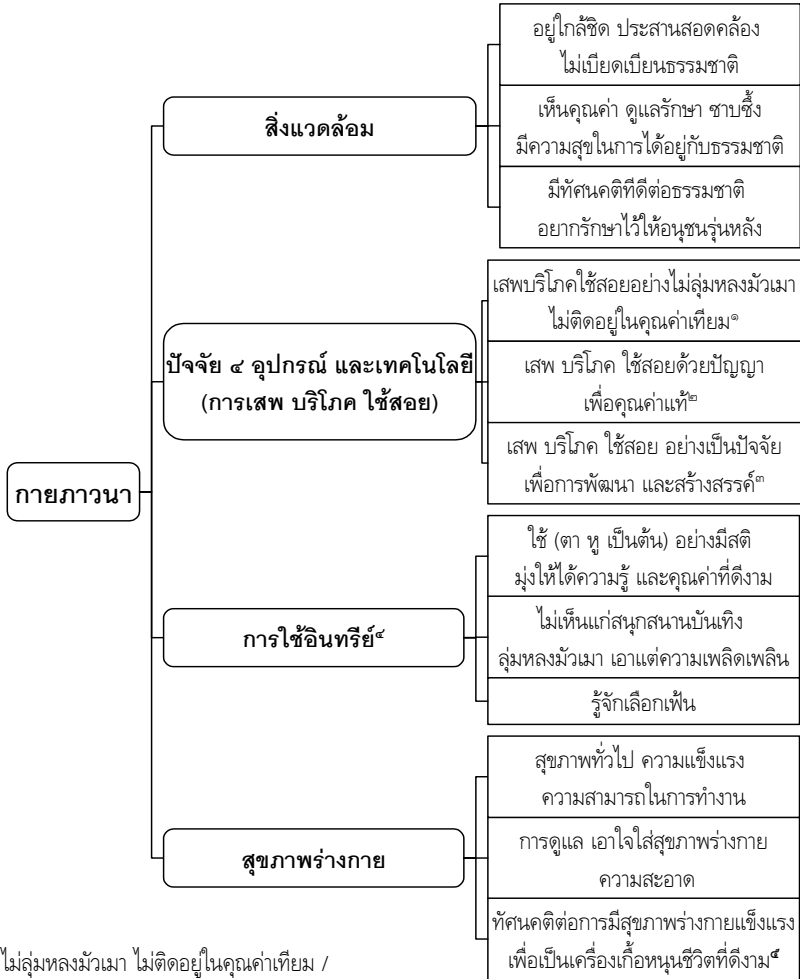 กายภาวนา
สิ่งแวดล้อม
อยู่ใกล้ชิด ประสานสอดคล้อง
ไม่เบียดเบียนธรรมชาติ
เห็นคุณค่า ดูแลรักษา ซาบซึ้ง
มีความสุขในการได้อยู่กับธรรมชาติ
มีทัศนคติที่ดีต่อธรรมชาติ
อยากรักษาไว้ให้อนุชนรุ่นหลัง
ปัจจัย ๔ อุปกรณ์ และเทคโนโลยี
(การเสพ บริโภค ใช้สอย)
เสพบริโภคใช้สอยอย่างไม่ลุ่มหลงมัวเมา
ไม่ติดอยู่ในคุณค่าเทียม๑
เสพ บริโภค ใช้สอยด้วยปัญญา
เพื่อคุณค่าแท้๒
เสพ บริโภค ใช้สอย อย่างเป็นปัจจัย
เพื่อการพัฒนา และสร้างสรรค์๓
การใช้อินทรีย์๔
ใช้ (ตา หู เป็นต้น) อย่างมีสติ
มุ่งให้ได้ความรู้ และคุณค่าที่ดีงาม
ไม่เห็นแก่สนุกสนานบันเทิง
ลุ่มหลงมัวเมา เอาแต่ความเพลิดเพลิน
รู้จักเลือกเฟ้น
สุขภาพร่างกาย
สุขภาพทั่วไป ความแข็งแรง
ความสามารถในการทำงาน
การดูแล เอาใจใส่สุขภาพร่างกาย
ความสะอาด
ทัศนคติต่อการมีสุขภาพร่างกายแข็งแรง
เพื่อเป็นเครื่องเกื้อหนุนชีวิตที่ดีงาม๕
ไม่ลุ่มหลงมัวเมา ไม่ติดอยู่ในคุณค่าเทียม /